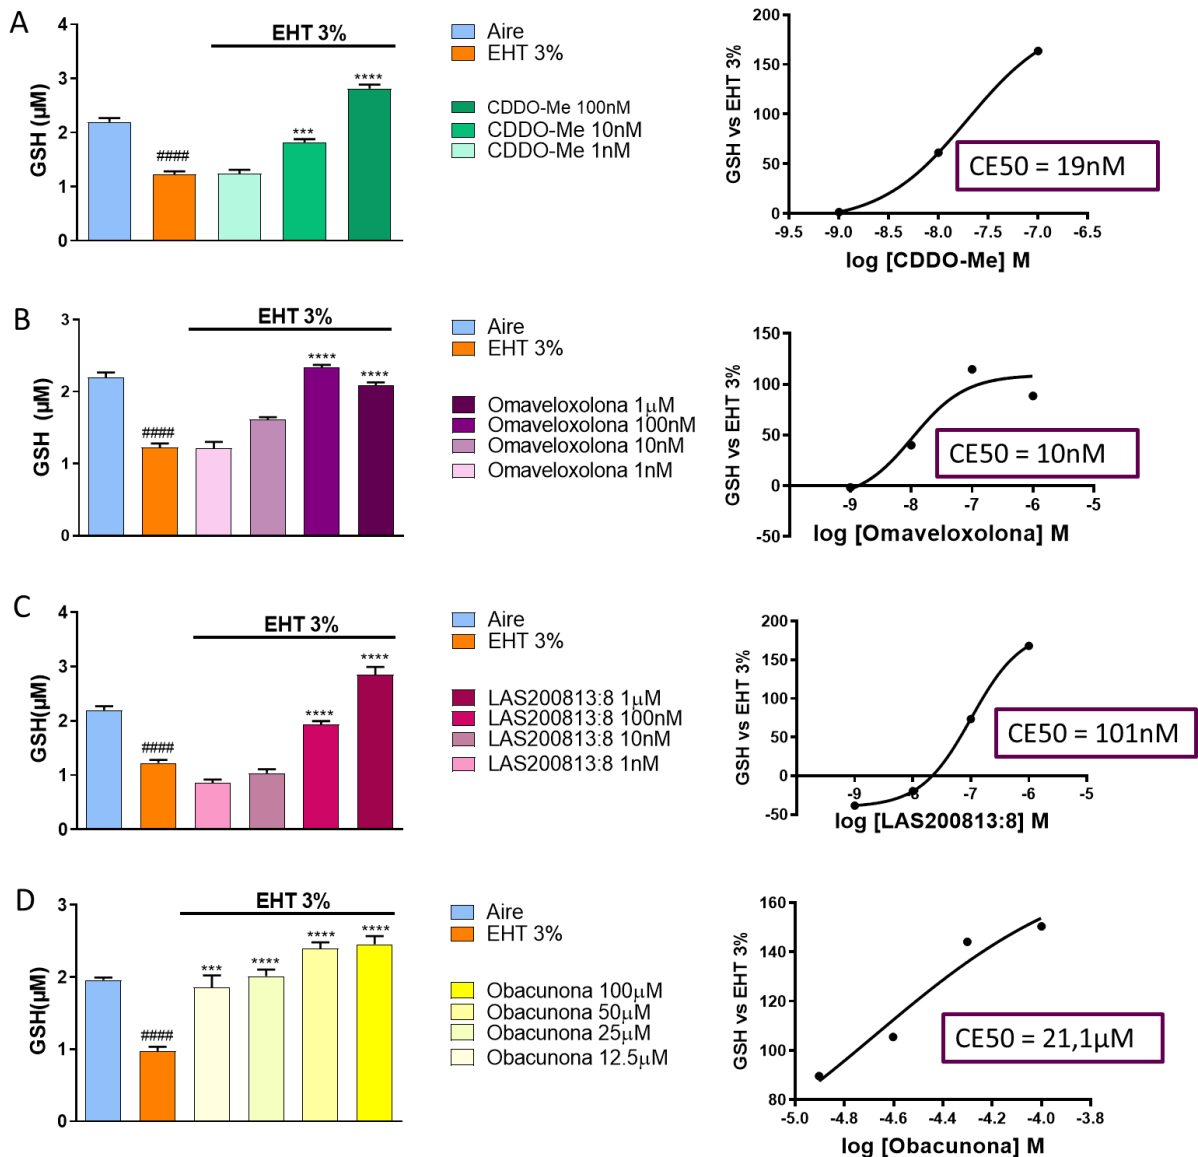 A
EHT 3%
GSH (µM)
4
3
2
1
0
####
***
****
Aire
EHT 3%
CDDO-Me 100nM
CDDO-Me 10nM
CDDO-Me 1nM
GSH vs EHT 3%
200
150
100
50
0
-9.5 -9.0 -8.5 -8.0 -7.5 -7.0 -6.5
log [CDDO-Me] M
CE50 = 19nM
B
EHT 3%
GSH (µM)
3
2
1
0
####
****
****
Aire
EHT 3%
Omaveloxolona 1µM
Omaveloxolona 100nM
Omaveloxolona 10nM
Omaveloxolona 1nM
GSH vs EHT 3%
150
100
50
0
-50
-9 -8 -7 -6 -5
log [Omaveloxolona] M
CE50 = 10nM
C
EHT 3%
GSH(µM)
4
3
2
1
0
####
****
****
Aire
EHT 3%
LAS200813:8 1µM
LAS200813:8 100nM
LAS200813:8 10nM
LAS200813:8 1nM
GSH vs EHT 3%
200
150
100
50
0
-50
-9 -8 -7 -6 -5
log [LAS200813:8] M
CE50 = 101nM
D
EHT 3%
GSH(µM)
3
2
1
0
####
***
****
****
****
Aire
EHT 3%
Obacunona 100µM
Obacunona 50µM
Obacunona 25µM
Obacunona 12.5µM
GSH vs EHT 3%
160
140
120
100
80
-5.0 -4.8 -4.6 -4.4 -4.2 -4.0 -3.8
log [Obacunona] M
CE50 = 21,1µM